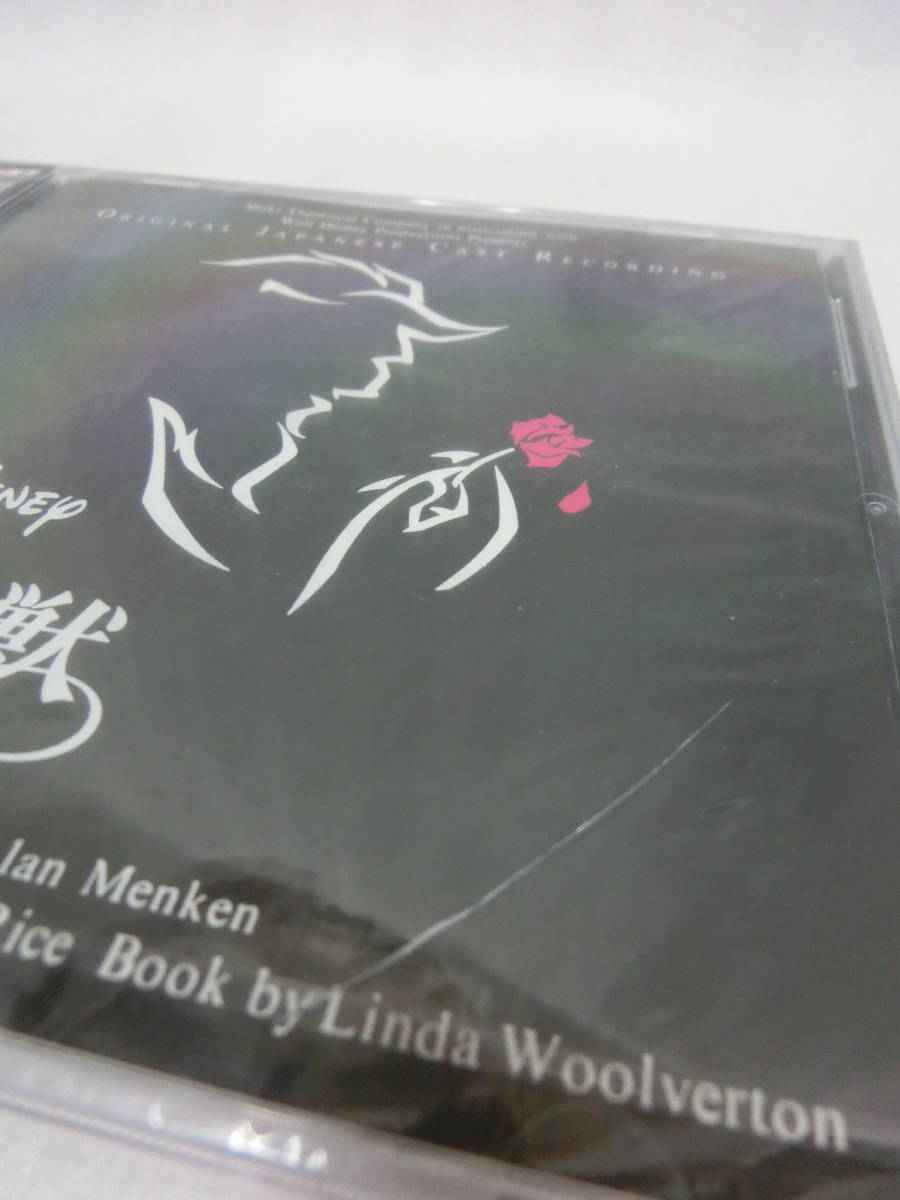 Shiki Theatrical Company in association with
Walt Disney Productions Presents
ORIGINAL JAPANESE CAST RECORDING
NEY
獣
lan Menken
Rice Book by Linda Woolverton